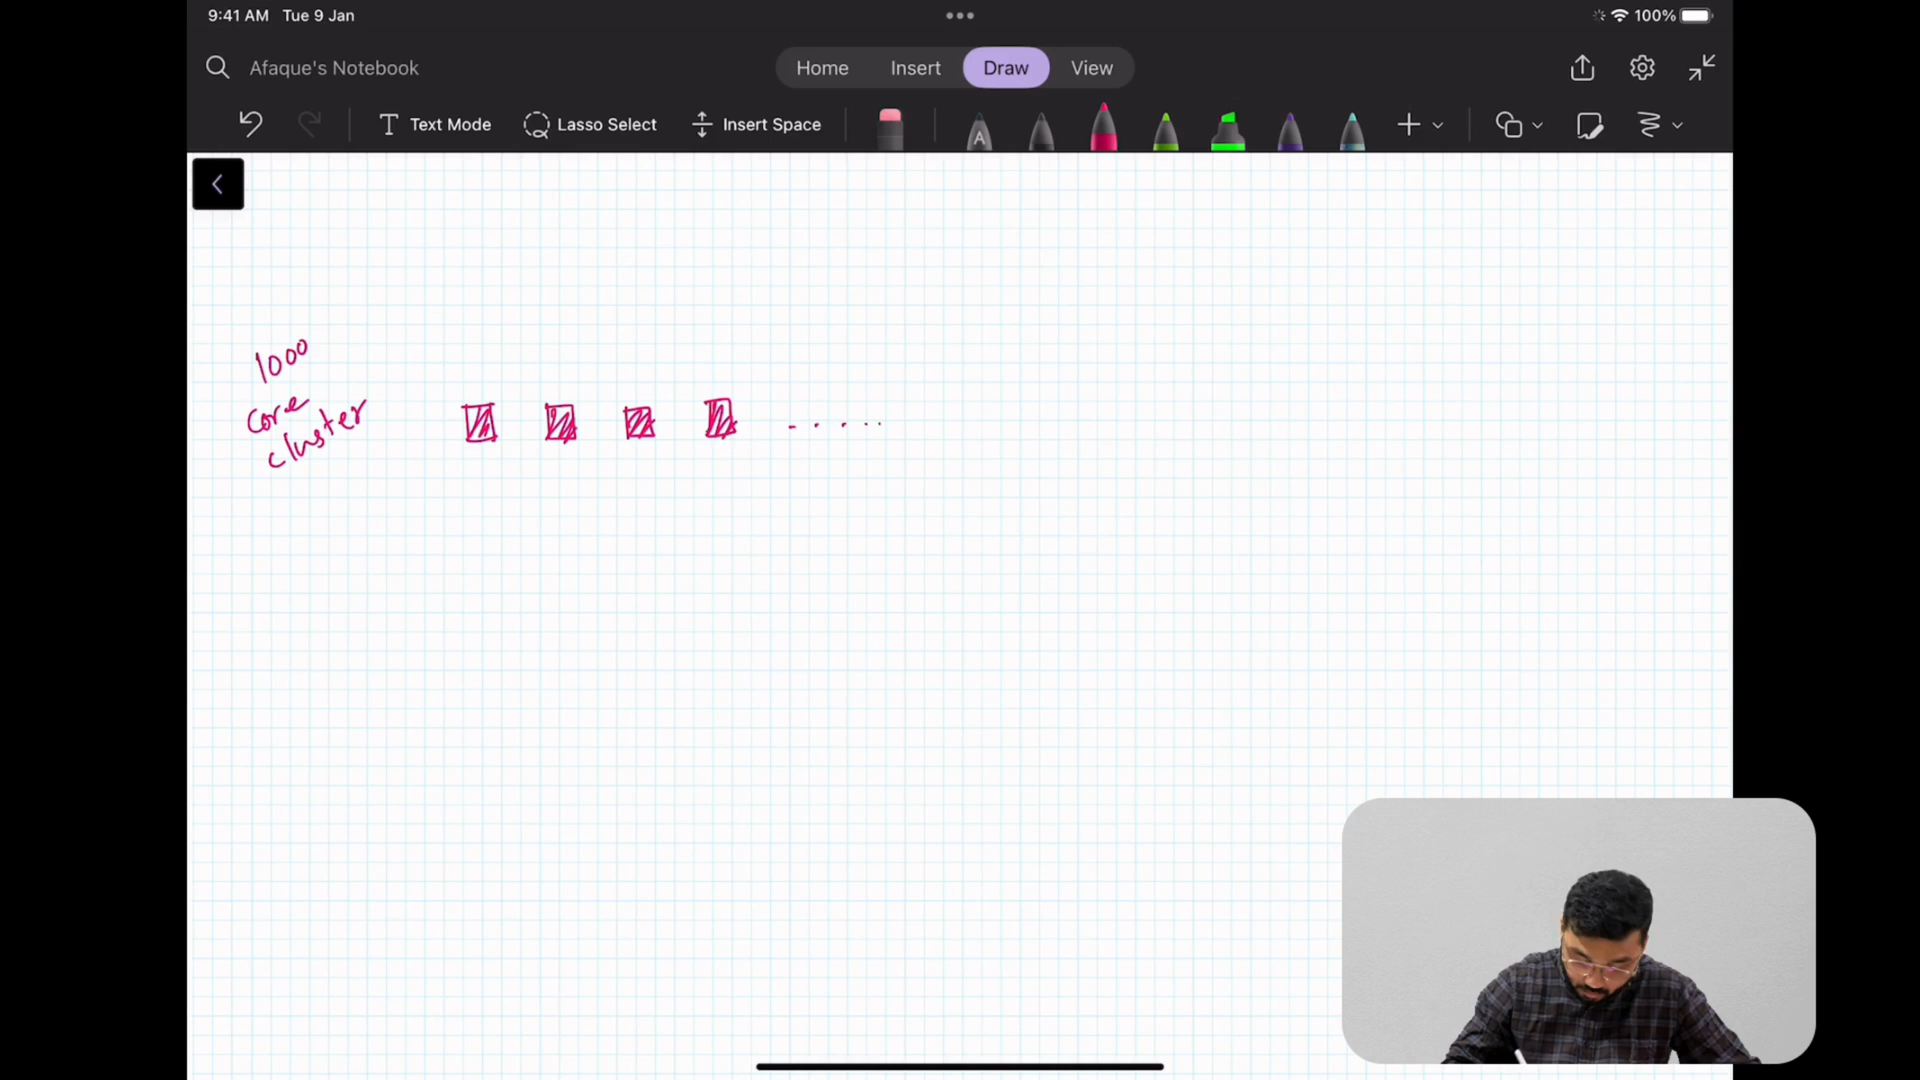 9:41 AM Tue 9 Jan
100%
Afaque's Notebook
Home Insert Draw View
Text Mode Lasso Select Insert Space
A
1000
core
cluster